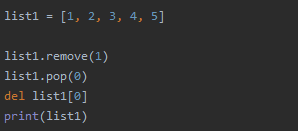 list1 = [1, 2, 3, 4, 5]
list1.remove(1)
list1.pop(0)
del list1[0]
print(list1)